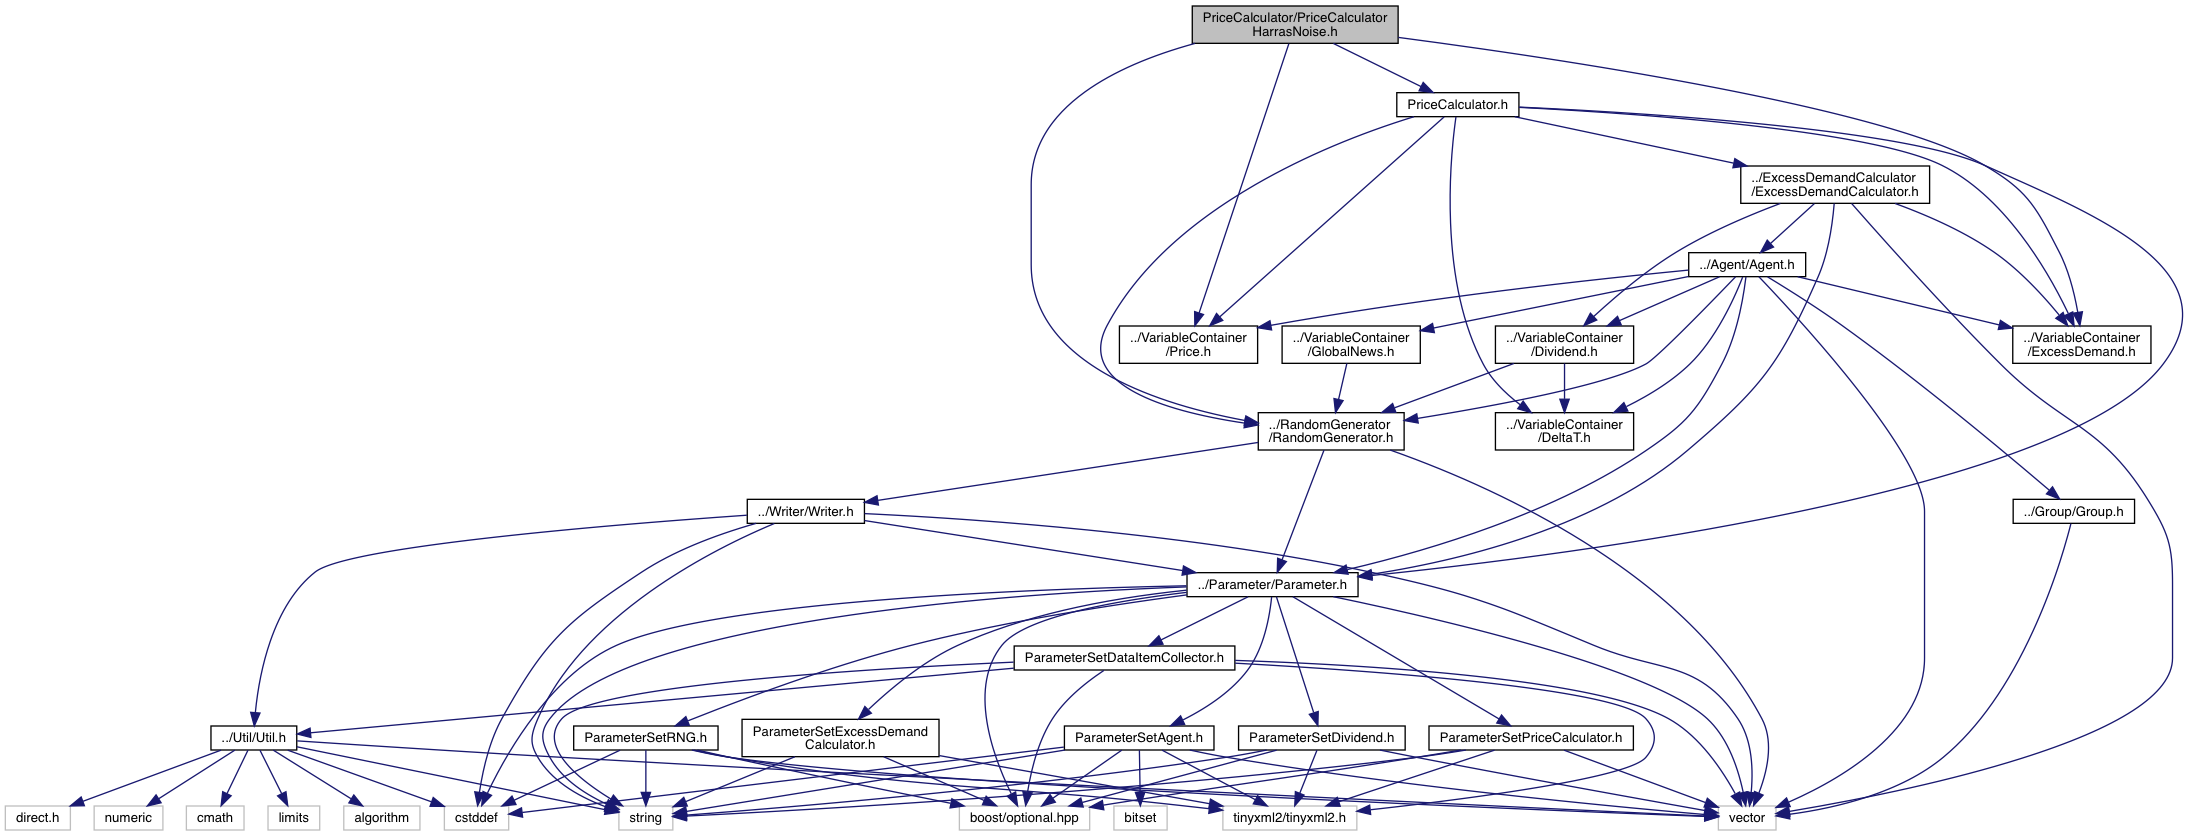 PriceCalculator/PriceCalculator
HarrasNoise.h
PriceCalculator.h
../ExcessDemandCalculator
/ExcessDemandCalculator.h
../Agent/Agent.h
../VariableContainer
/Price.h
../VariableContainer
/GlobalNews.h
../VariableContainer
/Dividend.h
../VariableContainer
/ExcessDemand.h
../RandomGenerator
/RandomGenerator.h
../VariableContainer
/DeltaT.h
../Writer/Writer.h
../Group/Group.h
../Parameter/Parameter.h
ParameterSetDataItemCollector.h
../Util/Util.h
ParameterSetRNG.h
ParameterSetExcessDemand
Calculator.h
ParameterSetAgent.h
ParameterSetDividend.h
ParameterSetPriceCalculator.h
direct.h
numeric
cmath
limits
algorithm
cstddef
string
boost/optional.hpp
bitset
tinyxml2/tinyxml2.h
vector